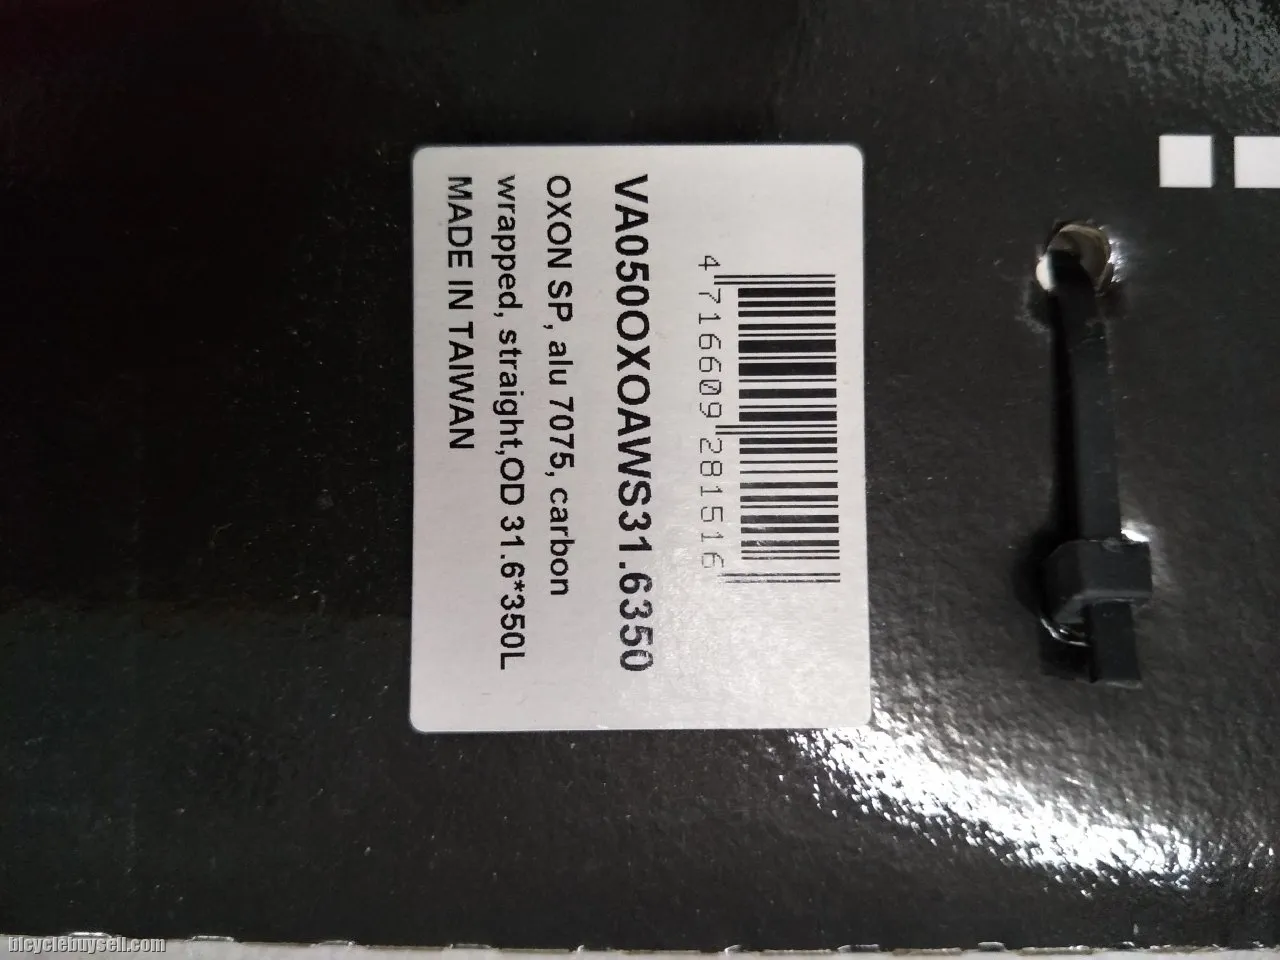 4 716609 281516
VA050OXOAWS31.6350
OXON SP, alu 7075, carbon
wrapped, straight,OD 31.6*350L
MADE IN TAIWAN
bicyclebuysell.com